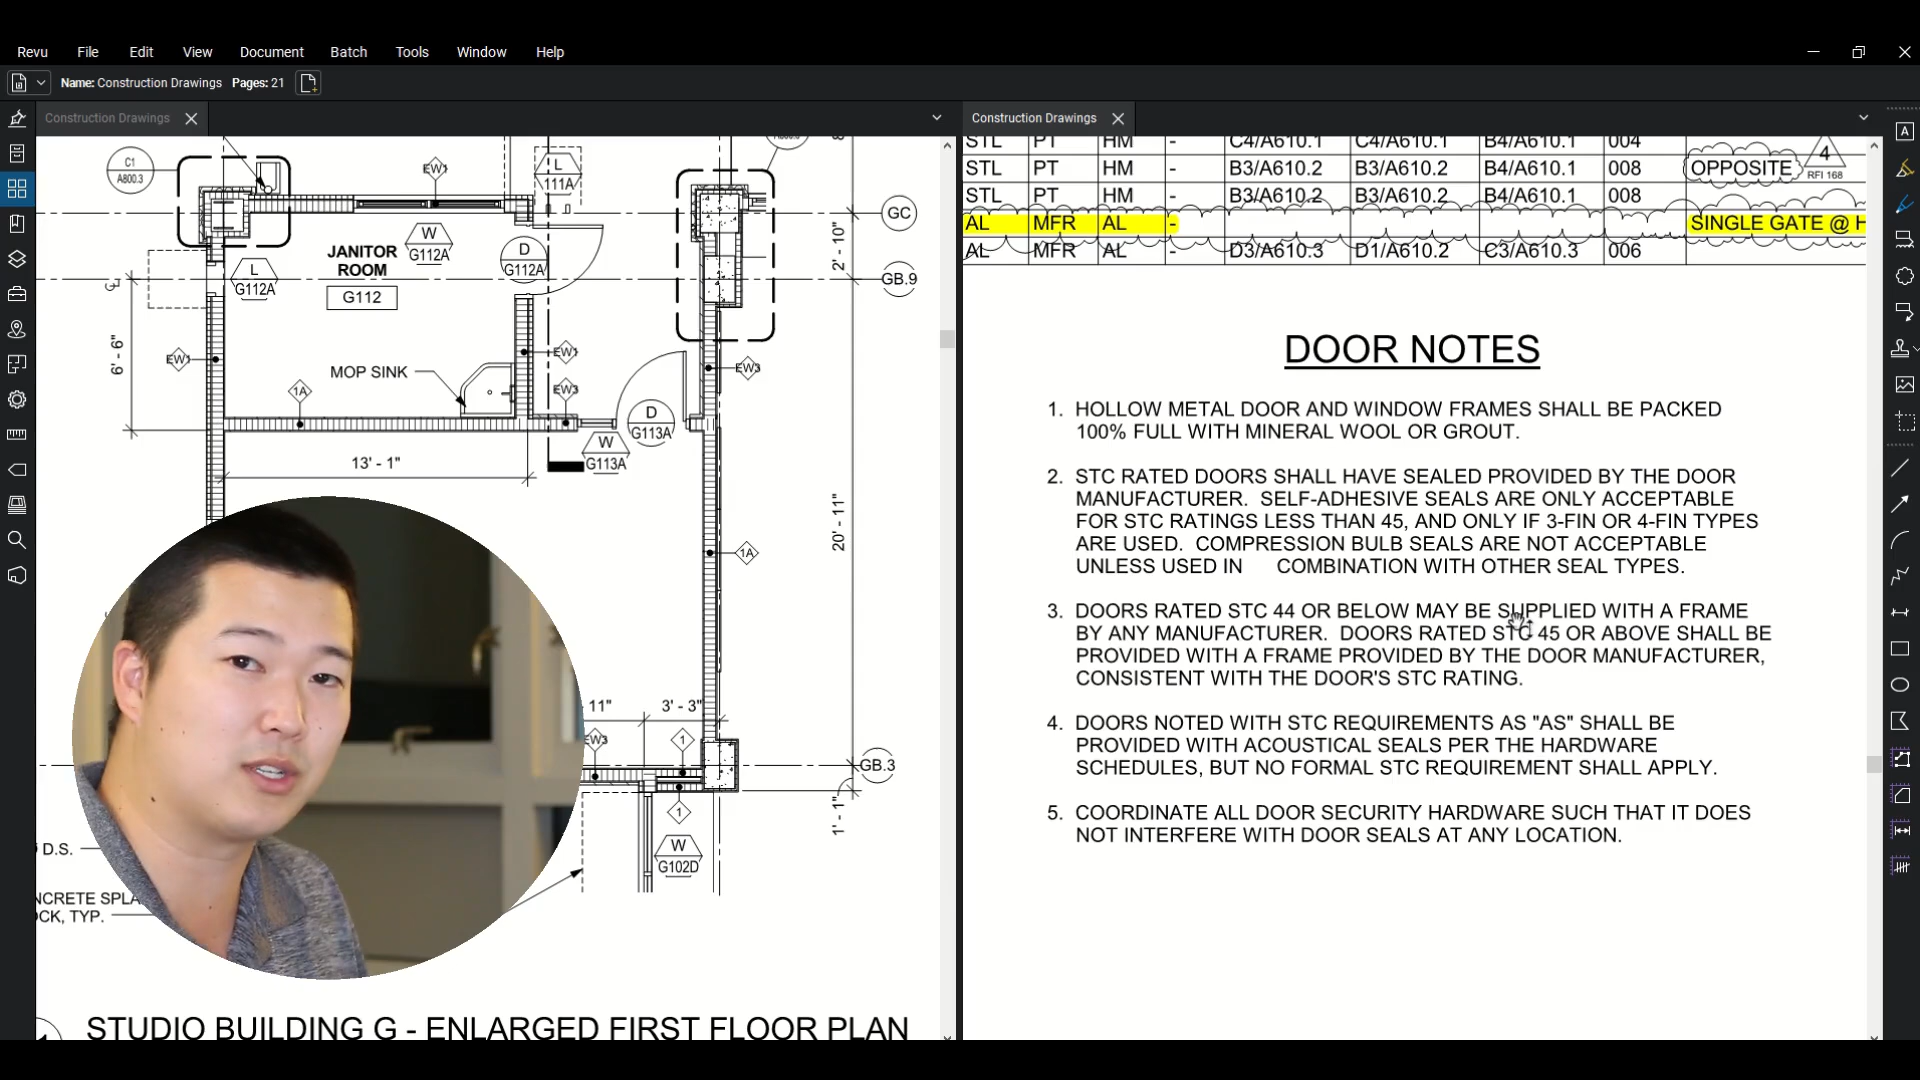 Revu File Edit View Document Batch Tools Window Help
Name: Construction Drawings Pages: 21
Construction Drawings
C1
A800.3
EW1
L
111A
GC
JANITOR
ROOM
W
G112A
D
G112A
2' - 10"
L
G112A
G112
GB.9
6' - 6"
EW1
EW1
EW3
MOP SINK
EW3
1A
D
G113A
W
G113A
13' - 1"
20' - 11"
1A
11"
3' - 3"
EW3
1
GB.3
1
1' - 1"
W
G102D
D.S.
NCRETE SPLA
OCK, TYP.
STUDIO BUILDING G - ENLARGED FIRST FLOOR PLAN
Construction Drawings
STL PT HM - C4/A610.1 C4/A610.1 B4/A610.1 004
4
STL PT HM - B3/A610.2 B3/A610.2 B4/A610.1 008 OPPOSITE RFI 168
STL PT HM - B3/A610.2 B3/A610.2 B4/A610.1 008
AL MFR AL - SINGLE GATE @ H
AL MFR AL - D3/A610.3 D1/A610.2 C3/A610.3 006
DOOR NOTES
1. HOLLOW METAL DOOR AND WINDOW FRAMES SHALL BE PACKED
100% FULL WITH MINERAL WOOL OR GROUT.
2. STC RATED DOORS SHALL HAVE SEALED PROVIDED BY THE DOOR
MANUFACTURER. SELF-ADHESIVE SEALS ARE ONLY ACCEPTABLE
FOR STC RATINGS LESS THAN 45, AND ONLY IF 3-FIN OR 4-FIN TYPES
ARE USED. COMPRESSION BULB SEALS ARE NOT ACCEPTABLE
UNLESS USED IN COMBINATION WITH OTHER SEAL TYPES.
3. DOORS RATED STC 44 OR BELOW MAY BE SUPPLIED WITH A FRAME
BY ANY MANUFACTURER. DOORS RATED STC 45 OR ABOVE SHALL BE
PROVIDED WITH A FRAME PROVIDED BY THE DOOR MANUFACTURER,
CONSISTENT WITH THE DOOR'S STC RATING.
4. DOORS NOTED WITH STC REQUIREMENTS AS "AS" SHALL BE
PROVIDED WITH ACOUSTICAL SEALS PER THE HARDWARE
SCHEDULES, BUT NO FORMAL STC REQUIREMENT SHALL APPLY.
5. COORDINATE ALL DOOR SECURITY HARDWARE SUCH THAT IT DOES
NOT INTERFERE WITH DOOR SEALS AT ANY LOCATION.